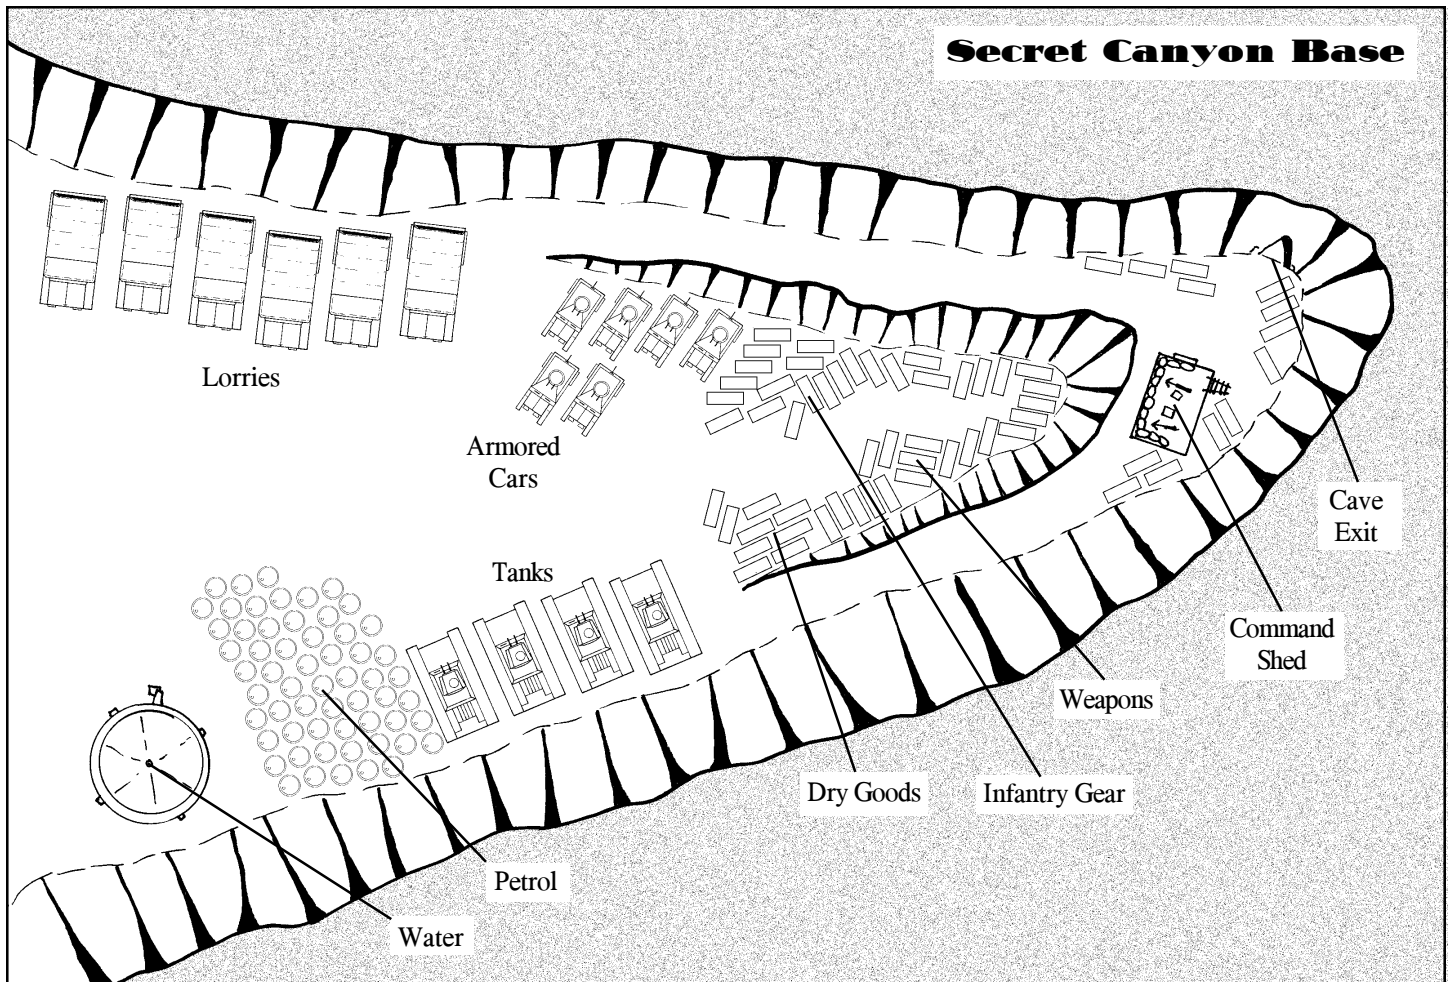 Secret Canyon Base
Lorries
Armored
Cars
Tanks
Cave
Exit
Command
Shed
Weapons
Dry Goods
Infantry Gear
Petrol
Water